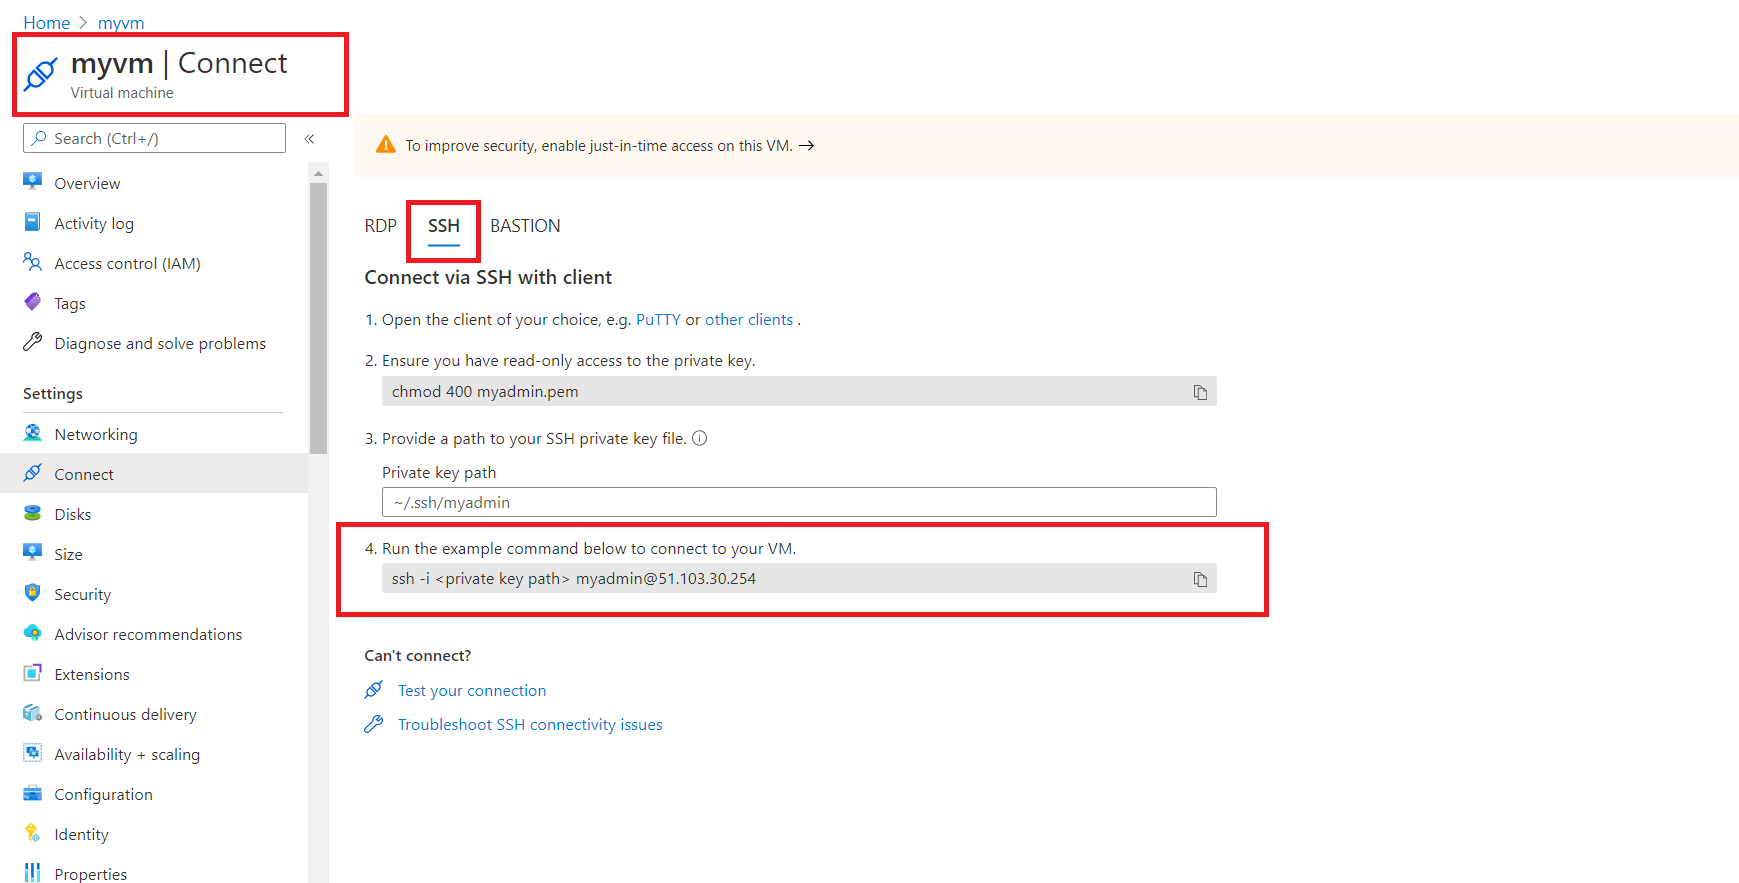 Home > myvm
myvm | Connect
Virtual machine
Search (Ctrl+/)
«
Overview
Activity log
Access control (IAM)
Tags
Diagnose and solve problems
Settings
Networking
Connect
Disks
Size
Security
Advisor recommendations
Extensions
Continuous delivery
Availability + scaling
Configuration
Identity
Properties
To improve security, enable just-in-time access on this VM. →
RDP SSH BASTION
Connect via SSH with client
1. Open the client of your choice, e.g. PuTTY or other clients .
2. Ensure you have read-only access to the private key.
chmod 400 myadmin.pem
3. Provide a path to your SSH private key file.
Private key path
~/.ssh/myadmin
4. Run the example command below to connect to your VM.
ssh -i <private key path> myadmin@51.103.30.254
Can't connect?
Test your connection
Troubleshoot SSH connectivity issues